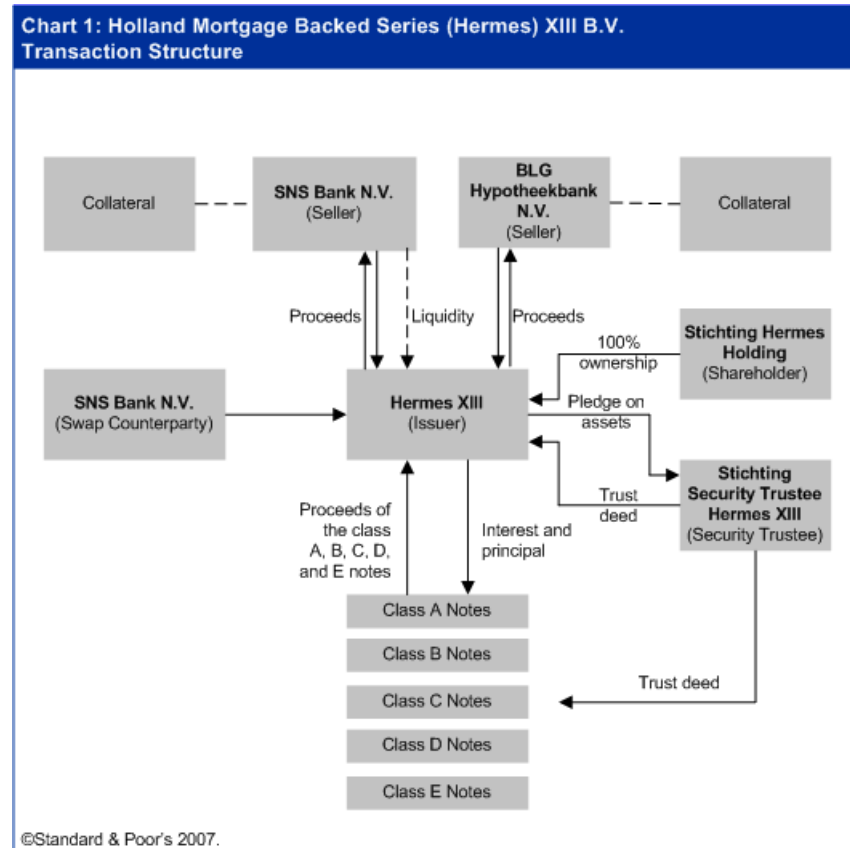 Chart 1: Holland Mortgage Backed Series (Hermes) XIII B.V.
Transaction Structure
Collateral
SNS Bank N.V.
(Seller)
BLG
Hypotheekbank
N.V.
(Seller)
Collateral
Proceeds
Liquidity
Proceeds
100%
ownership
Stichting Hermes
Holding
(Shareholder)
SNS Bank N.V.
(Swap Counterparty)
Hermes XIII
(Issuer)
Pledge on
assets
Trust
deed
Stichting
Security Trustee
Hermes XIII
(Security Trustee)
Proceeds of
the class
A, B, C, D,
and E notes
Interest and
principal
Class A Notes
Class B Notes
Class C Notes
Class D Notes
Class E Notes
Trust deed
©Standard & Poor's 2007.